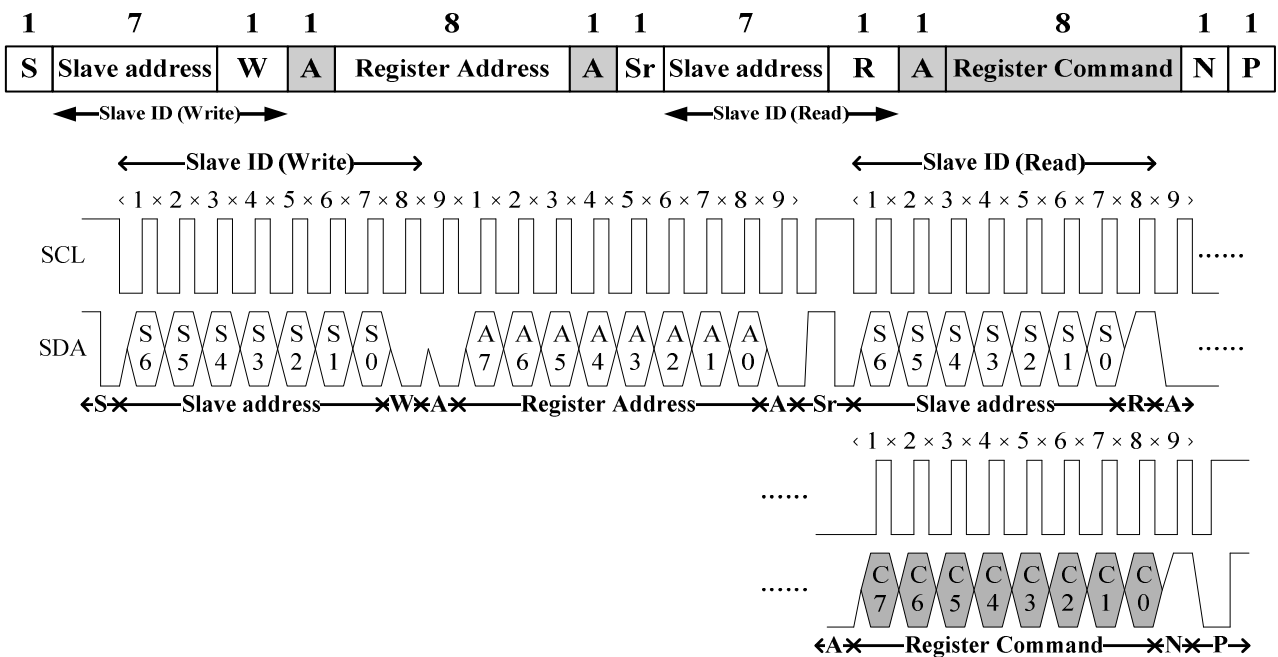 1 7 1 1 8 1 1 7 1 1 8 1 1
S Slave address W A Register Address A Sr Slave address R A Register Command N P
Slave ID (Write) Slave ID (Read)
Slave ID (Write) Slave ID (Read)
‹ 1 × 2 × 3 × 4 × 5 × 6 × 7 × 8 × 9 × 1 × 2 × 3 × 4 × 5 × 6 × 7 × 8 × 9 › ‹ 1 × 2 × 3 × 4 × 5 × 6 × 7 × 8 × 9 ›
SCL ......
SDA S6 S5 S4 S3 S2 S1 S0 A7 A6 A5 A4 A3 A2 A1 A0 S6 S5 S4 S3 S2 S1 S0 ......
S Slave address W A Register Address A Sr Slave address R A
‹ 1 × 2 × 3 × 4 × 5 × 6 × 7 × 8 × 9 ›
......
...... C7 C6 C5 C4 C3 C2 C1 C0
A Register Command N P